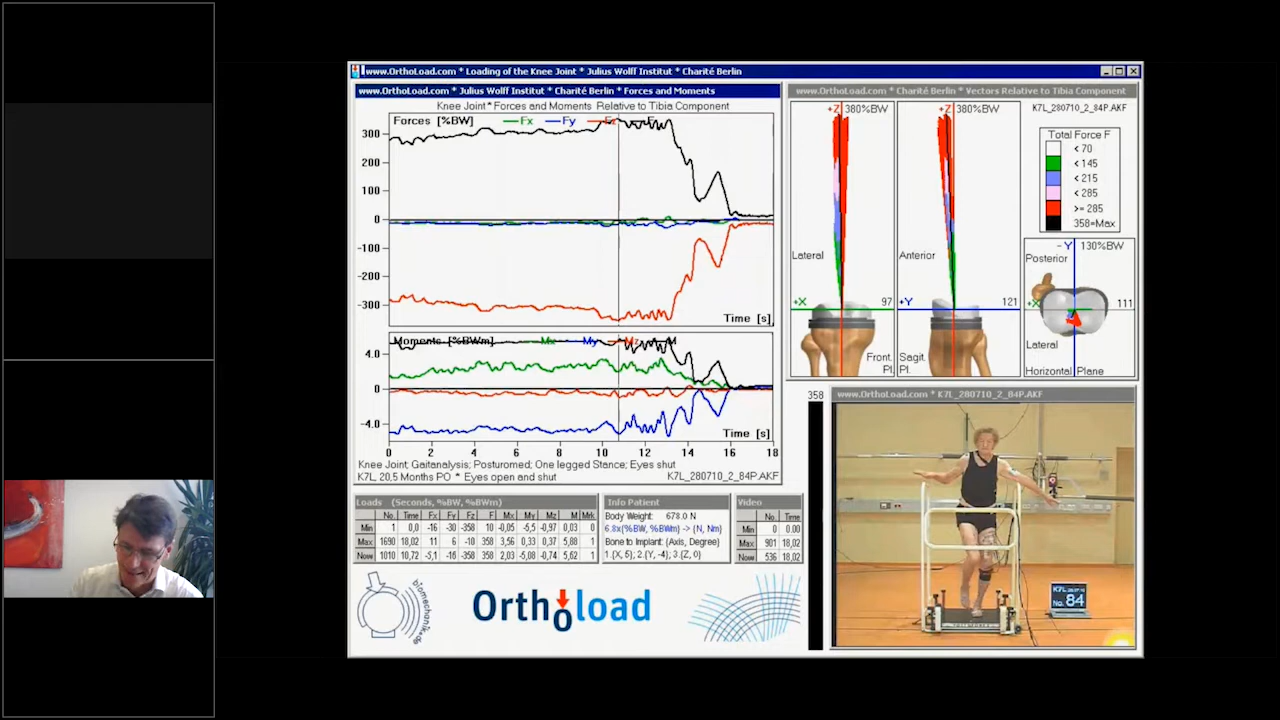 www.OrthoLoad.com * Loading of the Knee Joint * Julius Wolff Institut * Charité Berlin
www.OrthoLoad.com * Julius Wolff Institut * Charité Berlin * Forces and Moments
Knee Joint * Forces and Moments Relative to Tibia Component
Forces [%BW] Fx Fy Fz F
300
200
100
0
-100
-200
-300
Time [s]
Moments [%BWm] Mx My Mz M
4.0
0
-4.0
Time [s]
0 2 4 6 8 10 12 14 16 18
Knee Joint; Gaitanalysis; Posturomed; One legged Stance; Eyes shut
K7L, 20,5 Months PO * Eyes open and shut K7L_280710_2_84P.AKF
www.OrthoLoad.com * Charité Berlin * Vectors Relative to Tibia Component
+Z 380%BW
Lateral
+X 97
Front. Pl.
+Z 380%BW
Anterior
+Y 121
Sagit. Pl.
K7L_280710_2_84P.AKF
Total Force F
< 70
< 145
< 215
< 285
>= 285
358=Max
-Y 130%BW
Posterior
+X 111
Lateral
Horizontal Plane
Loads (Seconds, %BW, %BWm)
No. Time Fx Fy Fz F Mx My Mz M Mrk
Min 1 0,0 -16 -30 -358 10 -0,05 -5,5 -0,97 0,03 0
Max 1690 18,02 11 6 -10 358 3,56 0,33 0,37 5,88 1
Now 1010 10,72 -5,1 -16 -358 358 2,03 -5,08 -0,74 5,62 1
Info Patient
Body Weight: 678.0 N
6.8x(%BW, %BWm) -> (N, Nm)
Bone to Implant: (Axis, Degree)
1.{X, 5}; 2.{Y, -4}; 3.{Z, 0}
Video
No. Time
Min 0 0.00
Max 901 18,02
Now 536 18,02
biomechanik.de
Orthoload
358
www.OrthoLoad.com * K7L_280710_2_84P.AKF
K7L
No. 84